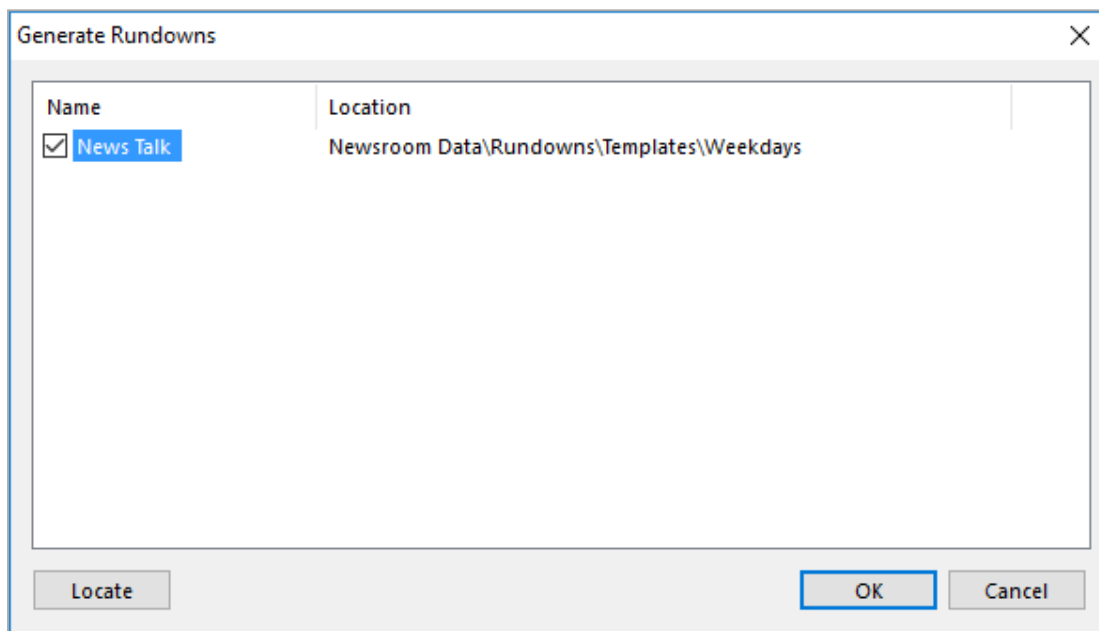 Generate Rundowns
Name Location
News Talk Newsroom Data\Rundowns\Templates\Weekdays
Locate OK Cancel